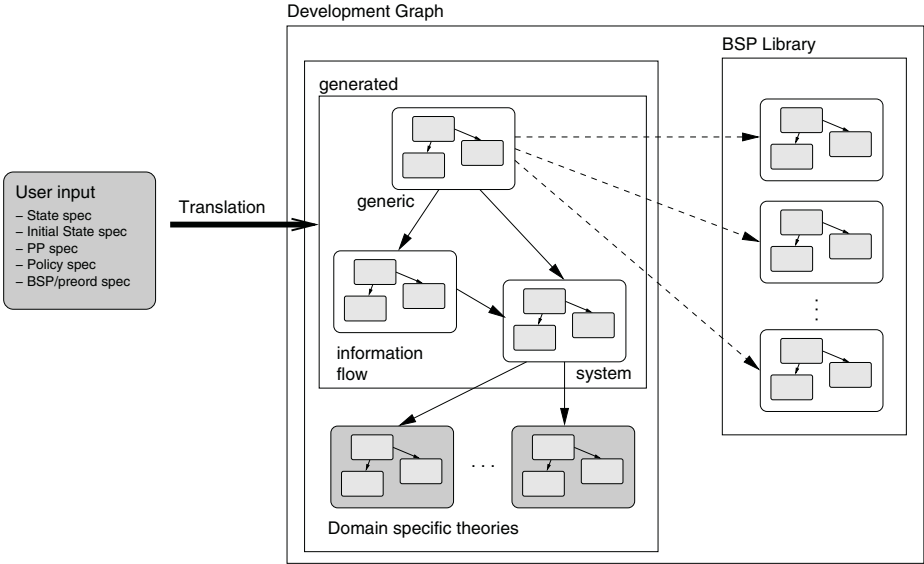 Development Graph
BSP Library
generated
User input
– State spec
– Initial State spec
– PP spec
– Policy spec
– BSP/preord spec
Translation
generic
information
flow
system
. . .
. . .
Domain specific theories